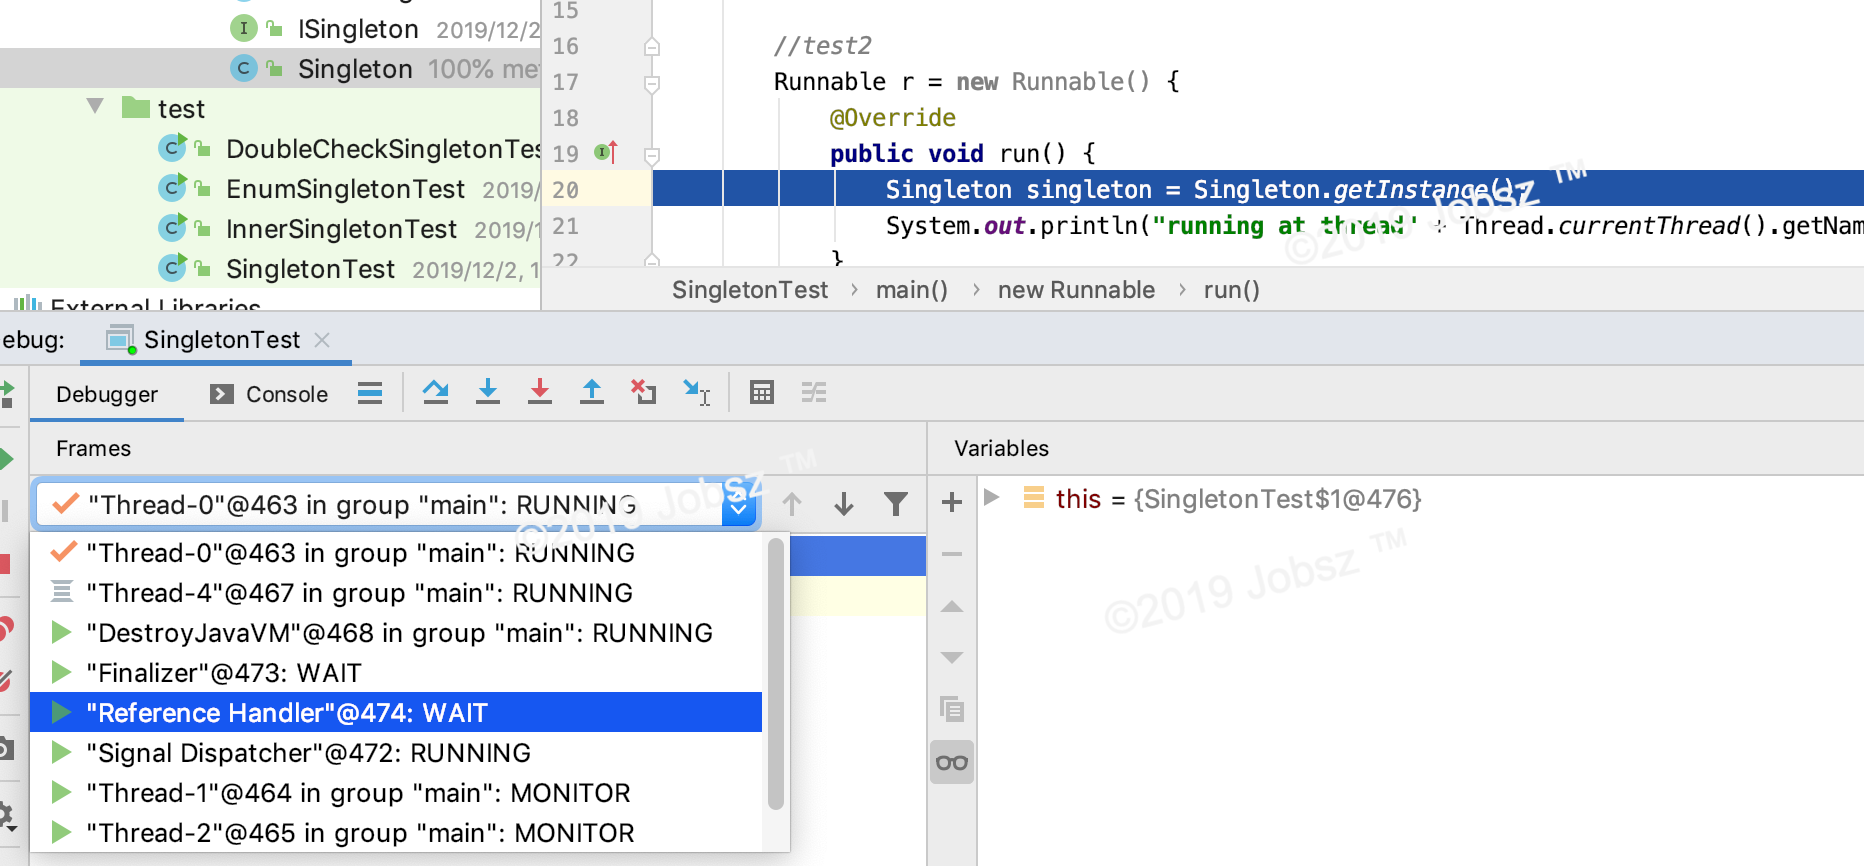 ISingleton 2019/12/2
Singleton 100% me
test
DoubleCheckSingletonTes
EnumSingletonTest 2019/
InnerSingletonTest 2019/1
SingletonTest 2019/12/2, 1
External Libraries
15
16 //test2
17 Runnable r = new Runnable() {
18 @Override
19 public void run() {
20 Singleton singleton = Singleton.getInstance();
21 System.out.println("running at thread" + Thread.currentThread().getNam
22 }
SingletonTest › main() › new Runnable › run()
ebug: SingletonTest
Debugger Console
Frames Variables
"Thread-0"@463 in group "main": RUNNING
this = {SingletonTest$1@476}
"Thread-0"@463 in group "main": RUNNING
"Thread-4"@467 in group "main": RUNNING
"DestroyJavaVM"@468 in group "main": RUNNING
"Finalizer"@473: WAIT
"Reference Handler"@474: WAIT
"Signal Dispatcher"@472: RUNNING
"Thread-1"@464 in group "main": MONITOR
"Thread-2"@465 in group "main": MONITOR
©2019 Jobsz ™
©2019 Jobsz ™
©2019 Jobsz ™